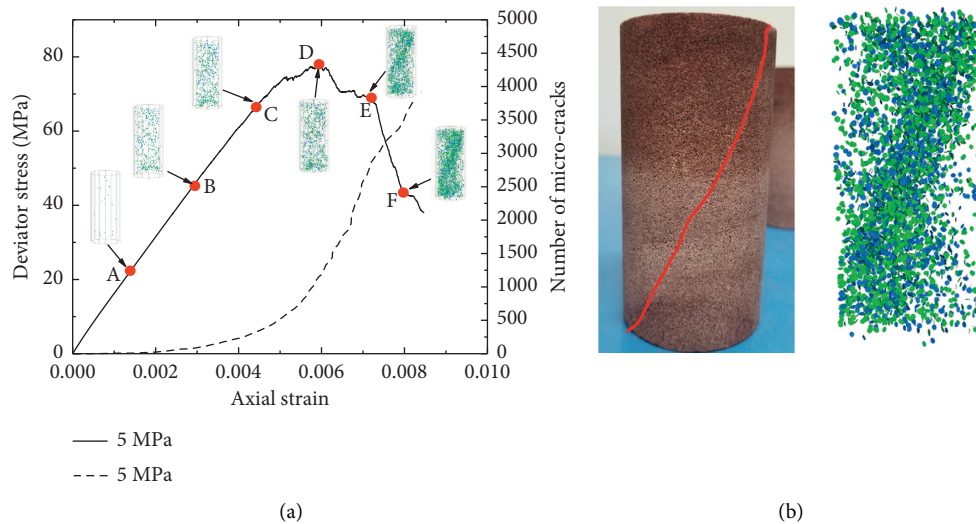 80
60
40
20
0
Deviator stress (MPa)
0.000
0.002
0.004
0.006
0.008
0.010
Axial strain
5000
4500
4000
3500
3000
2500
2000
1500
1000
500
0
Number of micro-cracks
A
B
C
D
E
F
5 MPa
5 MPa
(a)
(b)